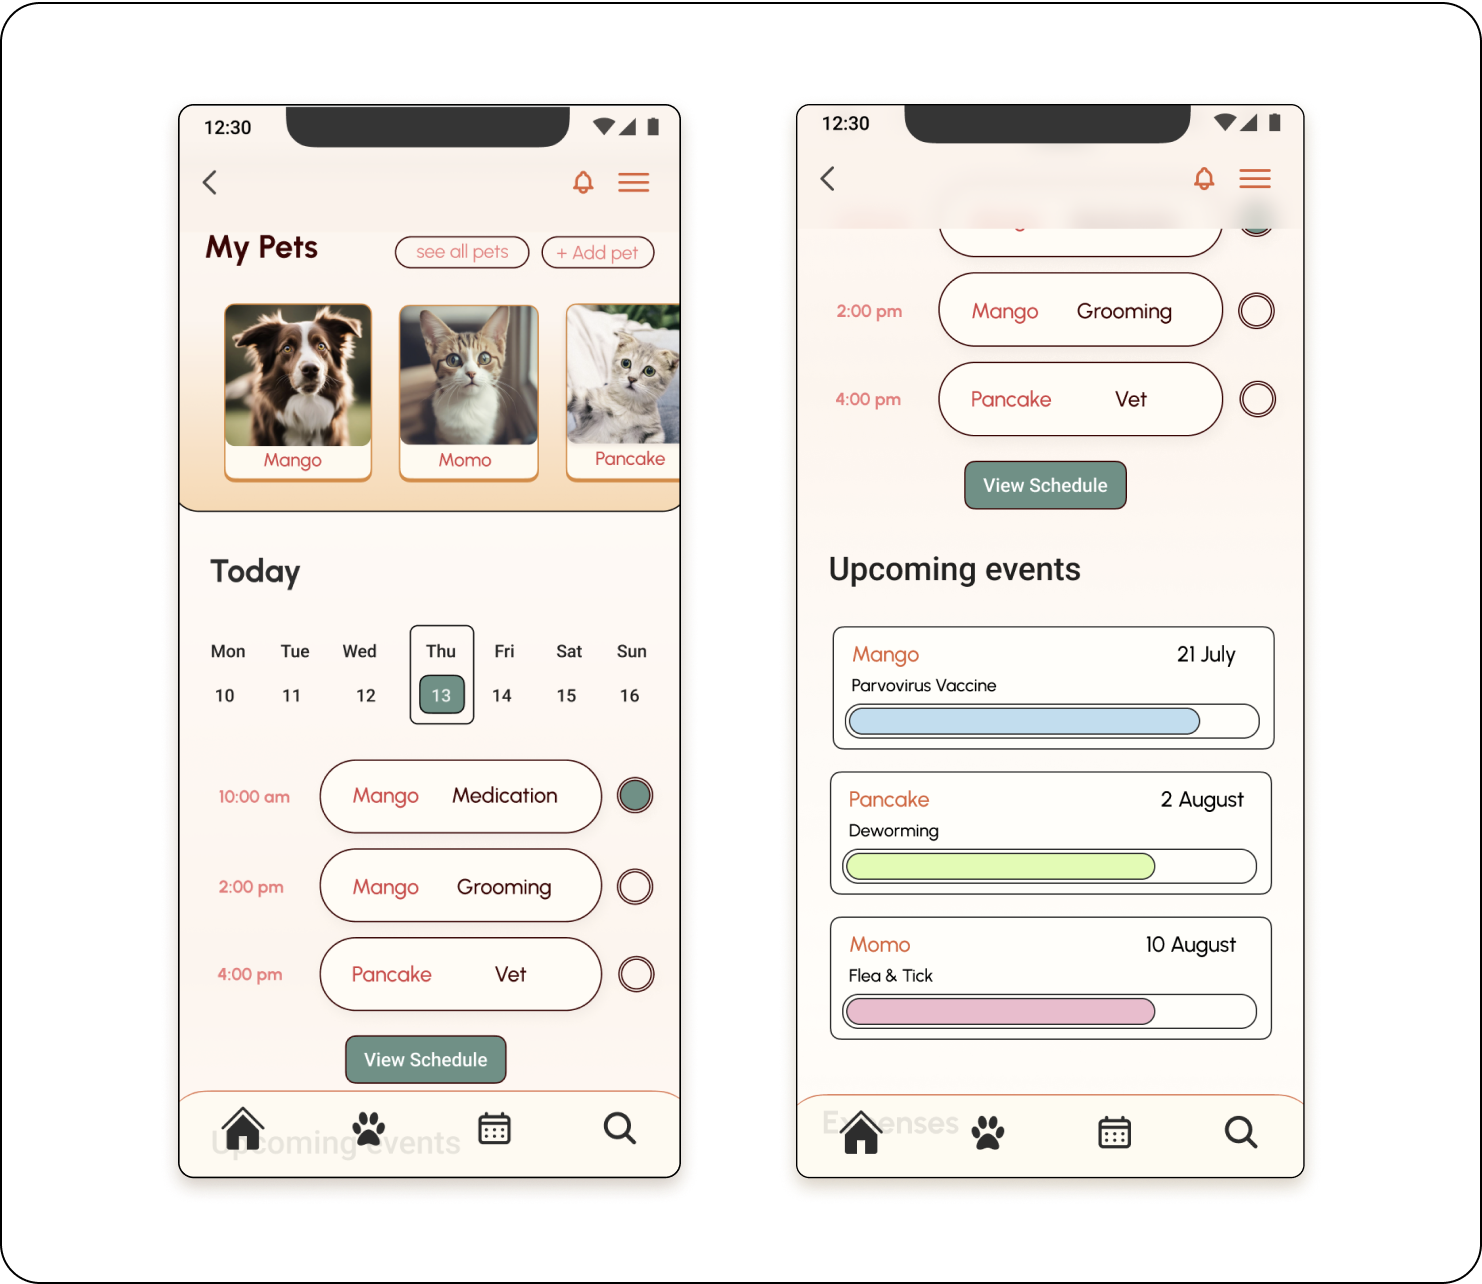 12:30
My Pets
see all pets
+ Add pet
Mango
Momo
Pancake
Today
Mon Tue Wed Thu Fri Sat Sun
10 11 12 13 14 15 16
10:00 am Mango Medication
2:00 pm Mango Grooming
4:00 pm Pancake Vet
View Schedule
Upcoming events
12:30
2:00 pm Mango Grooming
4:00 pm Pancake Vet
View Schedule
Upcoming events
Mango 21 July
Parvovirus Vaccine
Pancake 2 August
Deworming
Momo 10 August
Flea & Tick
Expenses